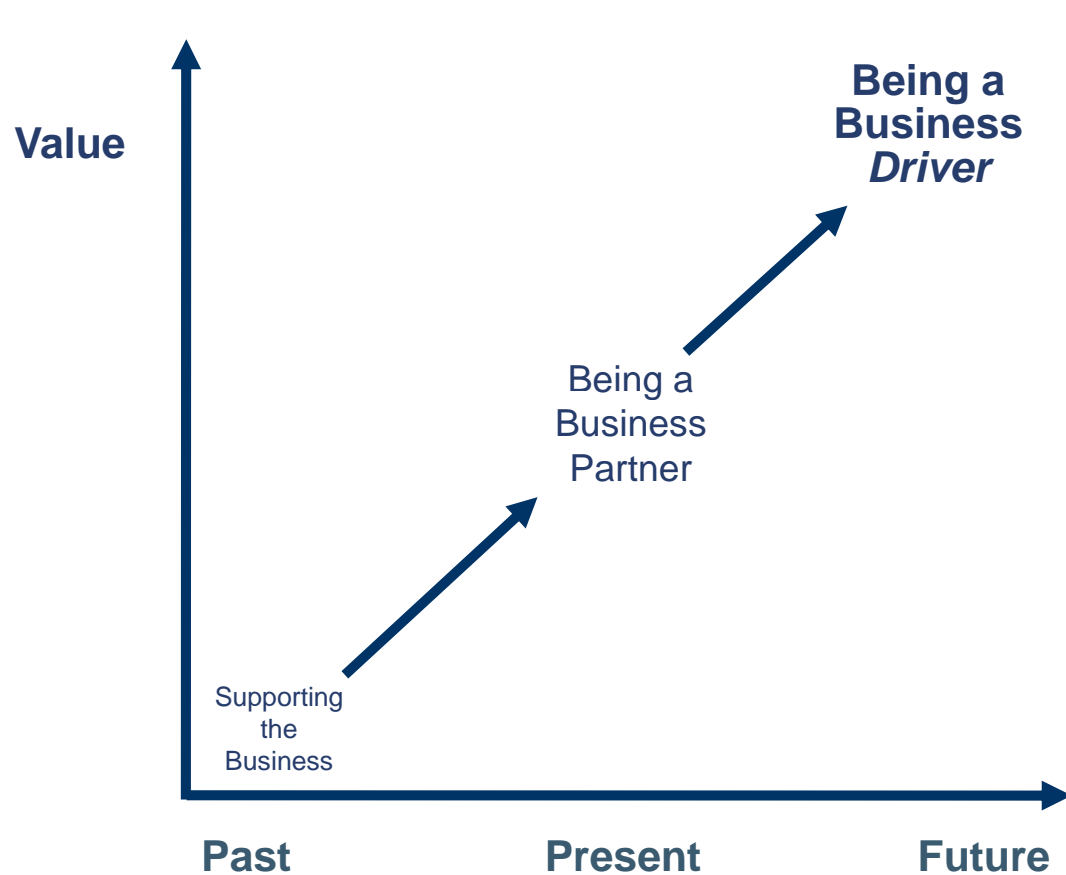 Value
Being a
Business
Driver
Being a
Business
Partner
Supporting
the
Business
Past
Present
Future